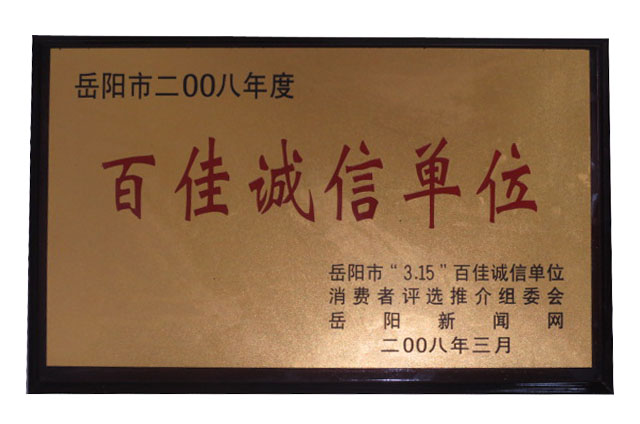 岳阳市二00八年度
百佳诚信单位
岳阳市“3.15”百佳诚信单位
消费者评选推介组委会
岳阳新闻网
二00八年三月